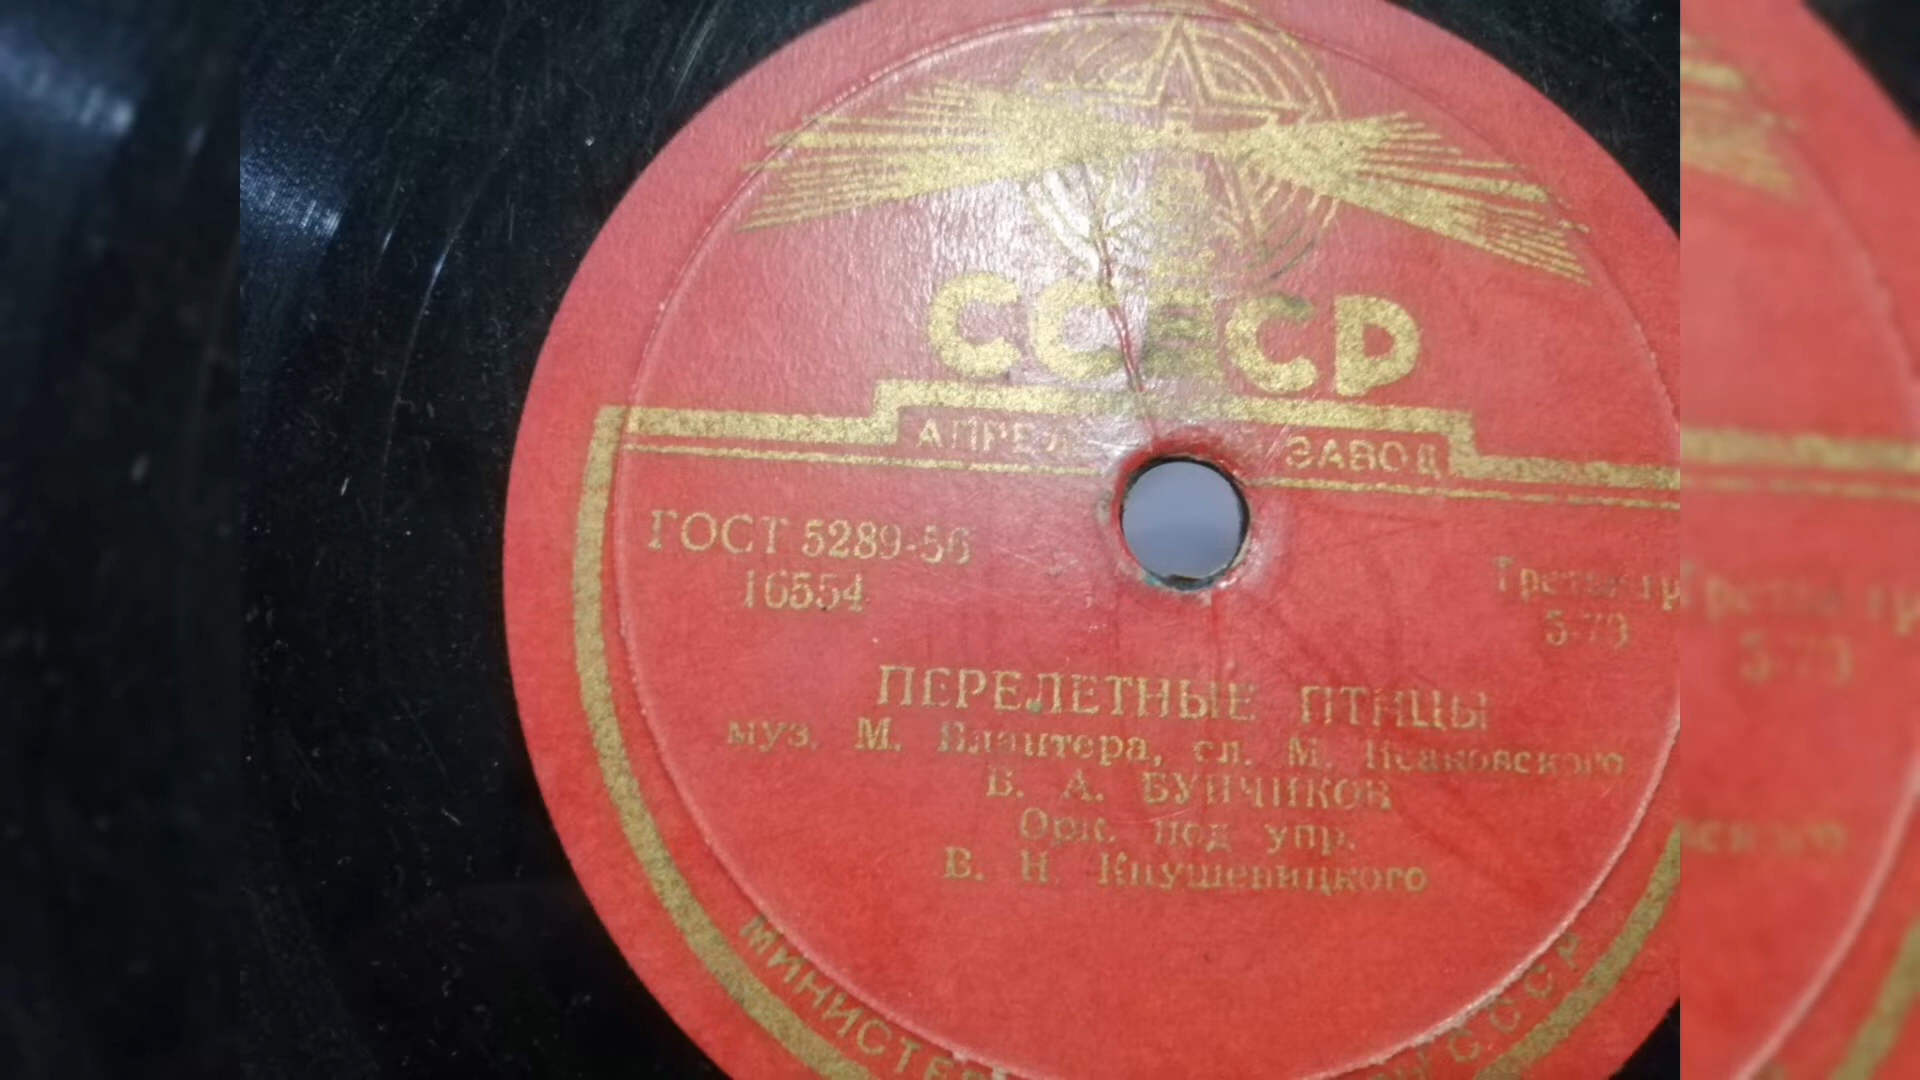 СССР
ЗАВОД
ГОСТ 5289-56
16554
5-70
ПЕРЕЛЕТНЫЕ ПТИЦЫ
муз. М. Блантера, сл. М. Исаковского
В. А. БУНЧИКОВ
Орк. под упр.
В. Н. Кнушевицкого
СССР